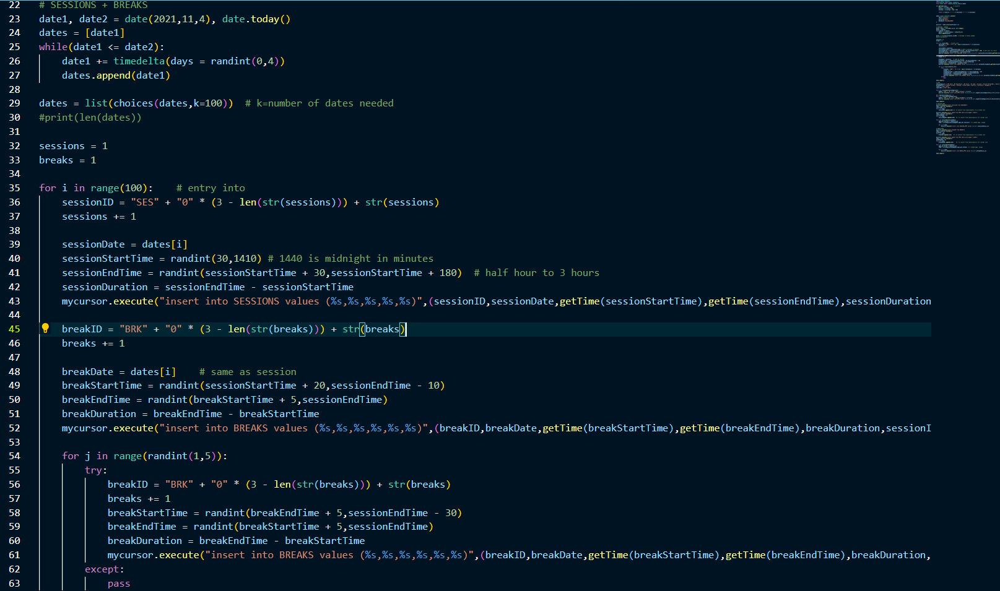 22 # SESSIONS + BREAKS
23 date1, date2 = date(2021,11,4), date.today()
24 dates = [date1]
25 while(date1 <= date2):
26 date1 += timedelta(days = randint(0,4))
27 dates.append(date1)
28
29 dates = list(choices(dates,k=100)) # k=number of dates needed
30 #print(len(dates))
31
32 sessions = 1
33 breaks = 1
34
35 for i in range(100): # entry into
36 sessionID = "SES" + "0" * (3 - len(str(sessions))) + str(sessions)
37 sessions += 1
38
39 sessionDate = dates[i]
40 sessionStartTime = randint(30,1410) # 1440 is midnight in minutes
41 sessionEndTime = randint(sessionStartTime + 30,sessionStartTime + 180) # half hour to 3 hours
42 sessionDuration = sessionEndTime - sessionStartTime
43 mycursor.execute("insert into SESSIONS values (%s,%s,%s,%s,%s)",(sessionID,sessionDate,getTime(sessionStartTime),getTime(sessionEndTime),sessionDuration
44
45 breakID = "BRK" + "0" * (3 - len(str(breaks))) + str(breaks)
46 breaks += 1
47
48 breakDate = dates[i] # same as session
49 breakStartTime = randint(sessionStartTime + 20,sessionEndTime - 10)
50 breakEndTime = randint(breakStartTime + 5,sessionEndTime)
51 breakDuration = breakEndTime - breakStartTime
52 mycursor.execute("insert into BREAKS values (%s,%s,%s,%s,%s,%s)",(breakID,breakDate,getTime(breakStartTime),getTime(breakEndTime),breakDuration,sessionI
53
54 for j in range(randint(1,5)):
55 try:
56 breakID = "BRK" + "0" * (3 - len(str(breaks))) + str(breaks)
57 breaks += 1
58 breakStartTime = randint(breakEndTime + 5,sessionEndTime - 30)
59 breakEndTime = randint(breakStartTime + 5,sessionEndTime)
60 breakDuration = breakEndTime - breakStartTime
61 mycursor.execute("insert into BREAKS values (%s,%s,%s,%s,%s,%s)",(breakID,breakDate,getTime(breakStartTime),getTime(breakEndTime),breakDuration,
62 except:
63 pass